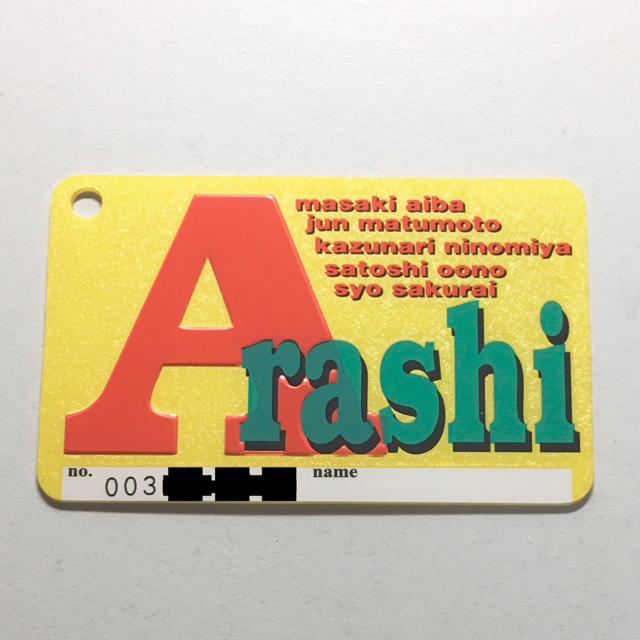 masaki aiba
jun matumoto
kazunari ninomiya
satoshi oono
syo sakurai
Arashi
no. 003
name